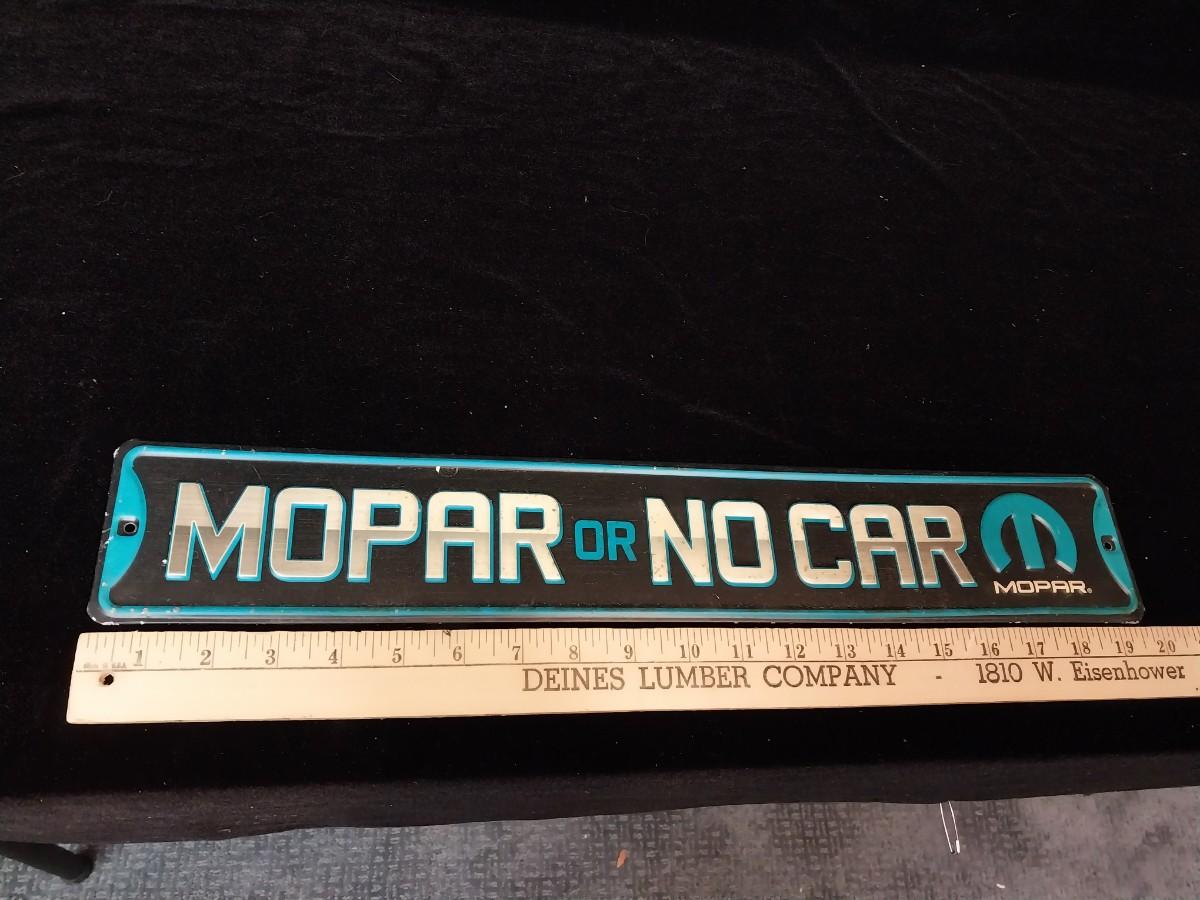 MOPAR OR NO CAR
MOPAR®
1 2 3 4 5 6 7 8 9 10 11 12 13 14 15 16 17 18 19 20
DEINES LUMBER COMPANY - 1810 W. Eisenhower